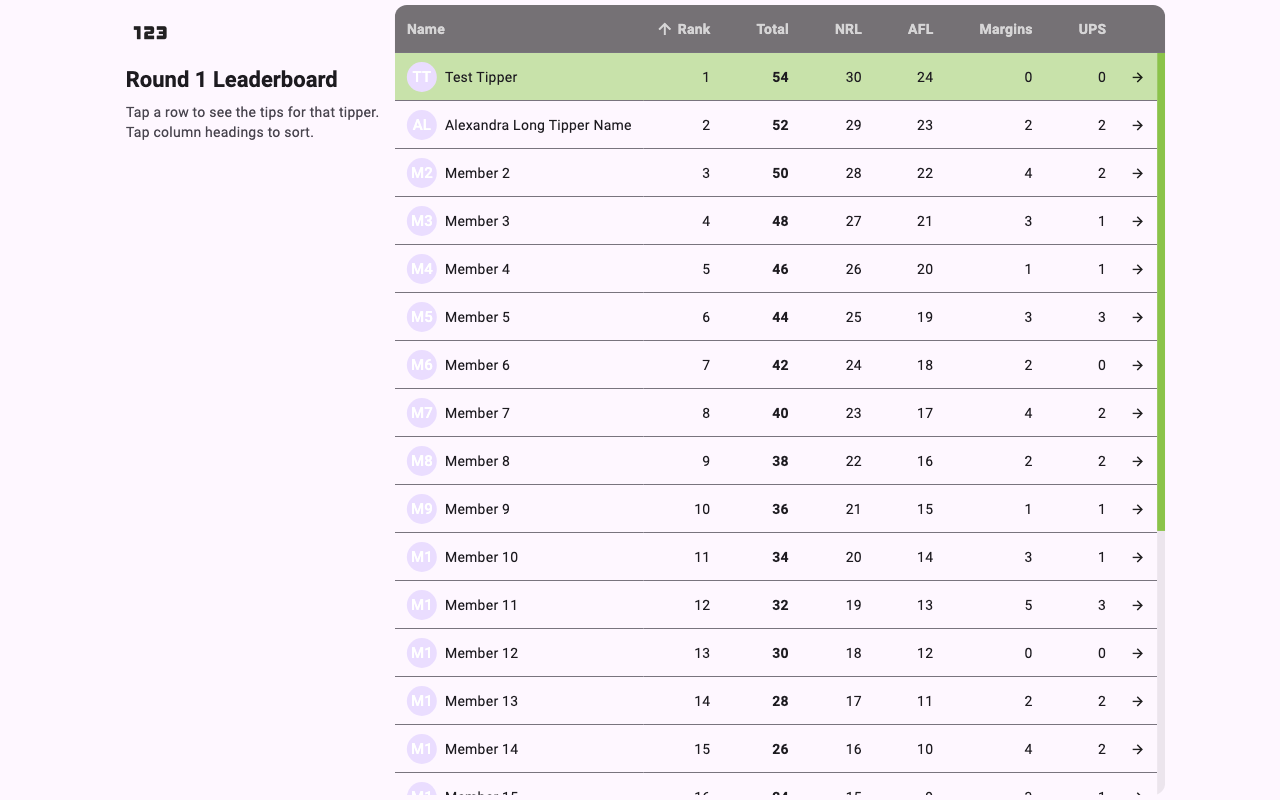 123
Round 1 Leaderboard
Tap a row to see the tips for that tipper.
Tap column headings to sort.
Name ↑ Rank Total NRL AFL Margins UPS
TT Test Tipper 1 54 30 24 0 0 →
AL Alexandra Long Tipper Name 2 52 29 23 2 2 →
M2 Member 2 3 50 28 22 4 2 →
M3 Member 3 4 48 27 21 3 1 →
M4 Member 4 5 46 26 20 1 1 →
M5 Member 5 6 44 25 19 3 3 →
M6 Member 6 7 42 24 18 2 0 →
M7 Member 7 8 40 23 17 4 2 →
M8 Member 8 9 38 22 16 2 2 →
M9 Member 9 10 36 21 15 1 1 →
M1 Member 10 11 34 20 14 3 1 →
M1 Member 11 12 32 19 13 5 3 →
M1 Member 12 13 30 18 12 0 0 →
M1 Member 13 14 28 17 11 2 2 →
M1 Member 14 15 26 16 10 4 2 →
M1 Member 15